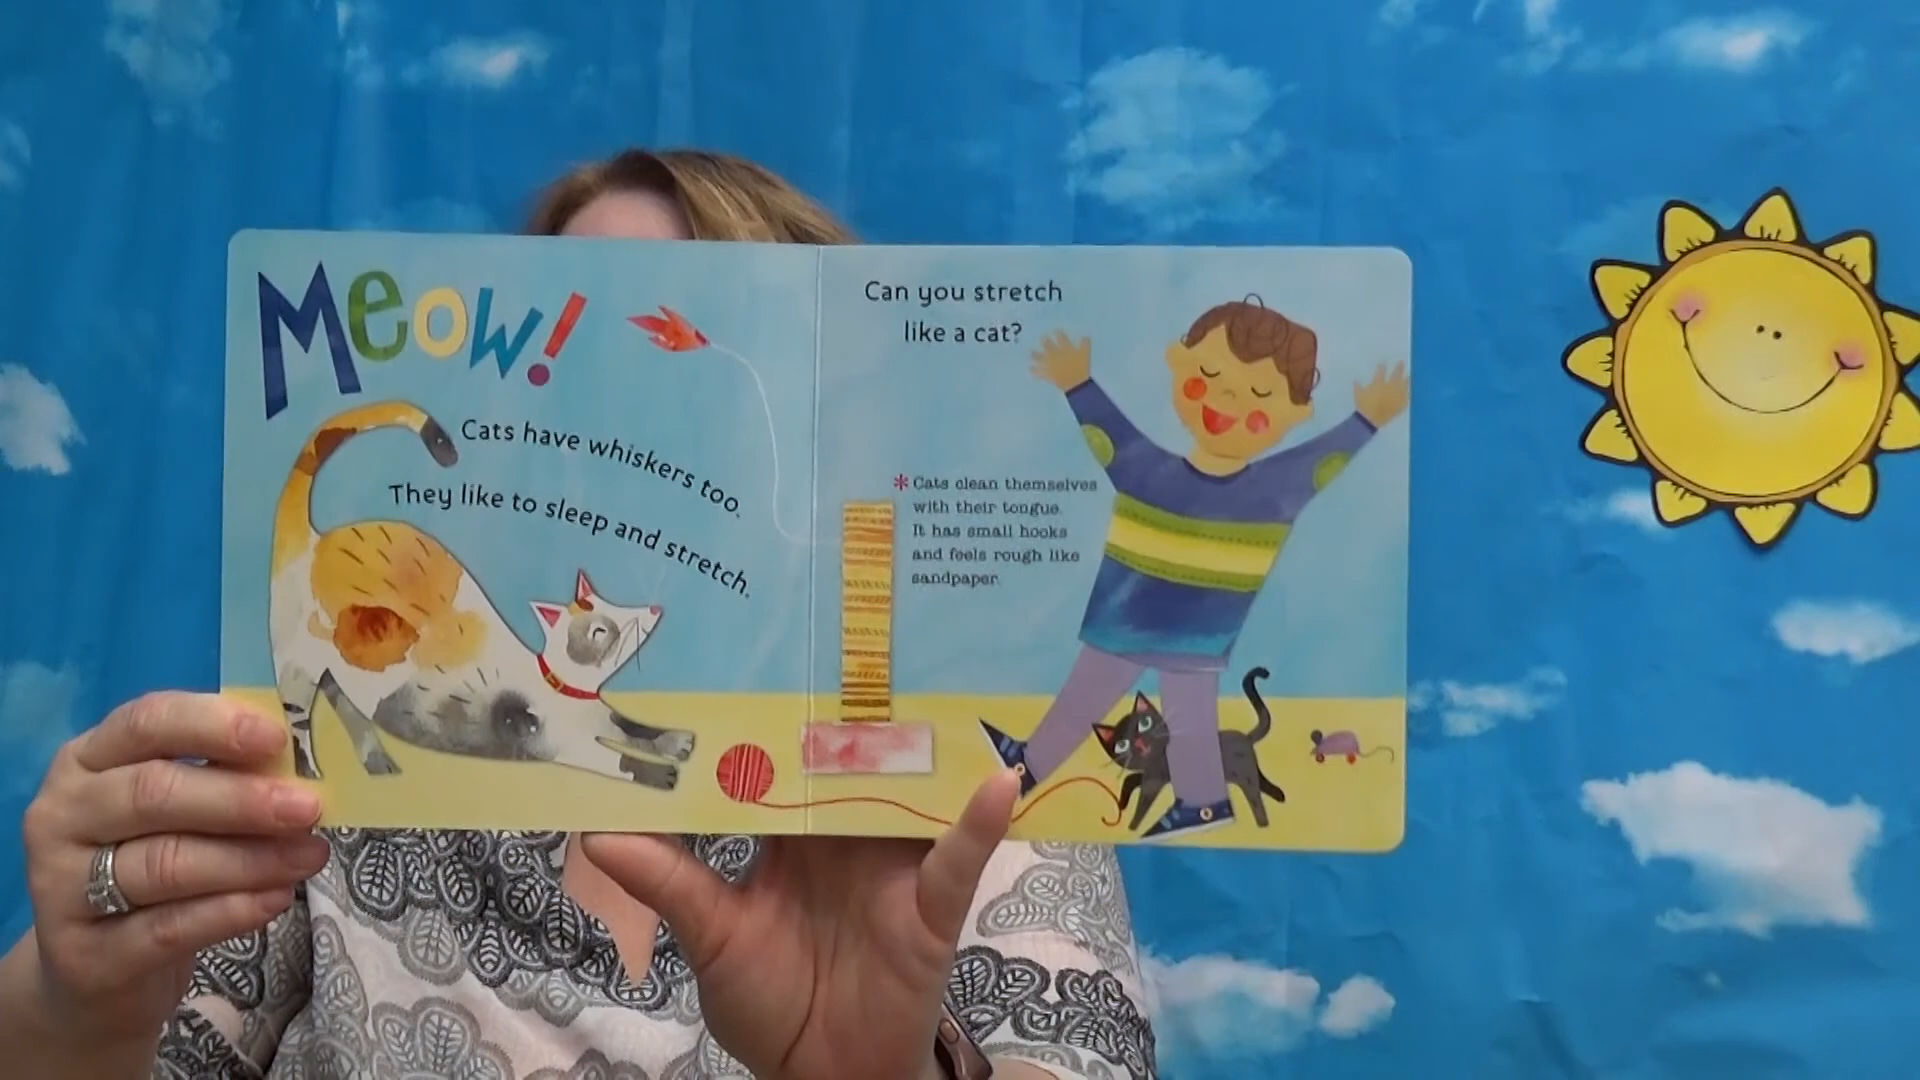 Meow!
Cats have whiskers too.
They like to sleep and stretch.
Can you stretch
like a cat?
* Cats clean themselves
with their tongue.
It has small hooks
and feels rough like
sandpaper.